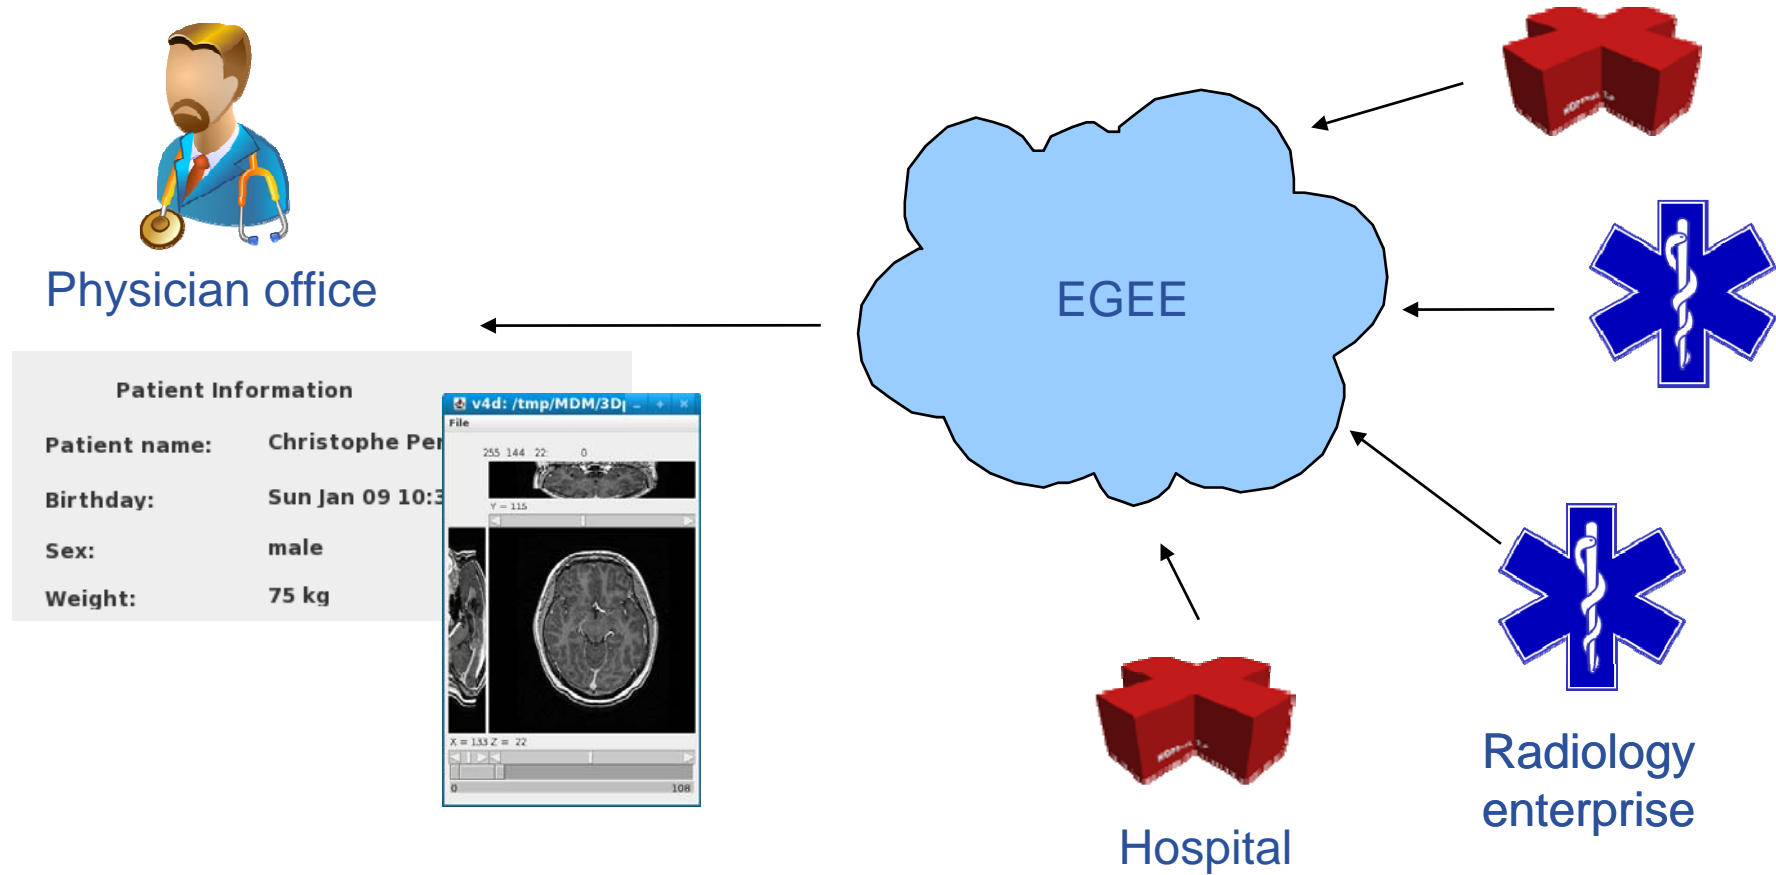 Physician office
EGEE
Patient Information
Patient name: Christophe Per
Birthday: Sun Jan 09 10:3
Sex: male
Weight: 75 kg
v4d: /tmp/MDM/3D
File
255 144 22: 0
Y = 115
X = 133 Z = 22
0 108
Hospital
Radiology
enterprise